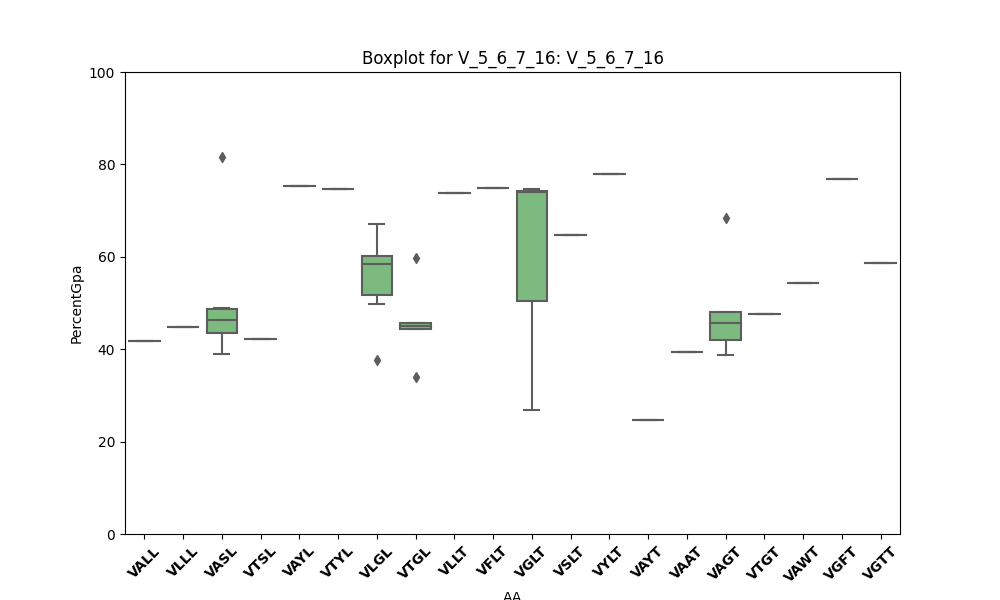 Boxplot for V_5_6_7_16: V_5_6_7_16
100
80
60
40
20
0
PercentGpa
VALL VLLL VASL VTSL VAYL VTYL VLGL VTGL VLLT VFLT VGLT VSLT VYLT VAYT VAAT VAGT VTGT VAWT VGFT VGTT
AA